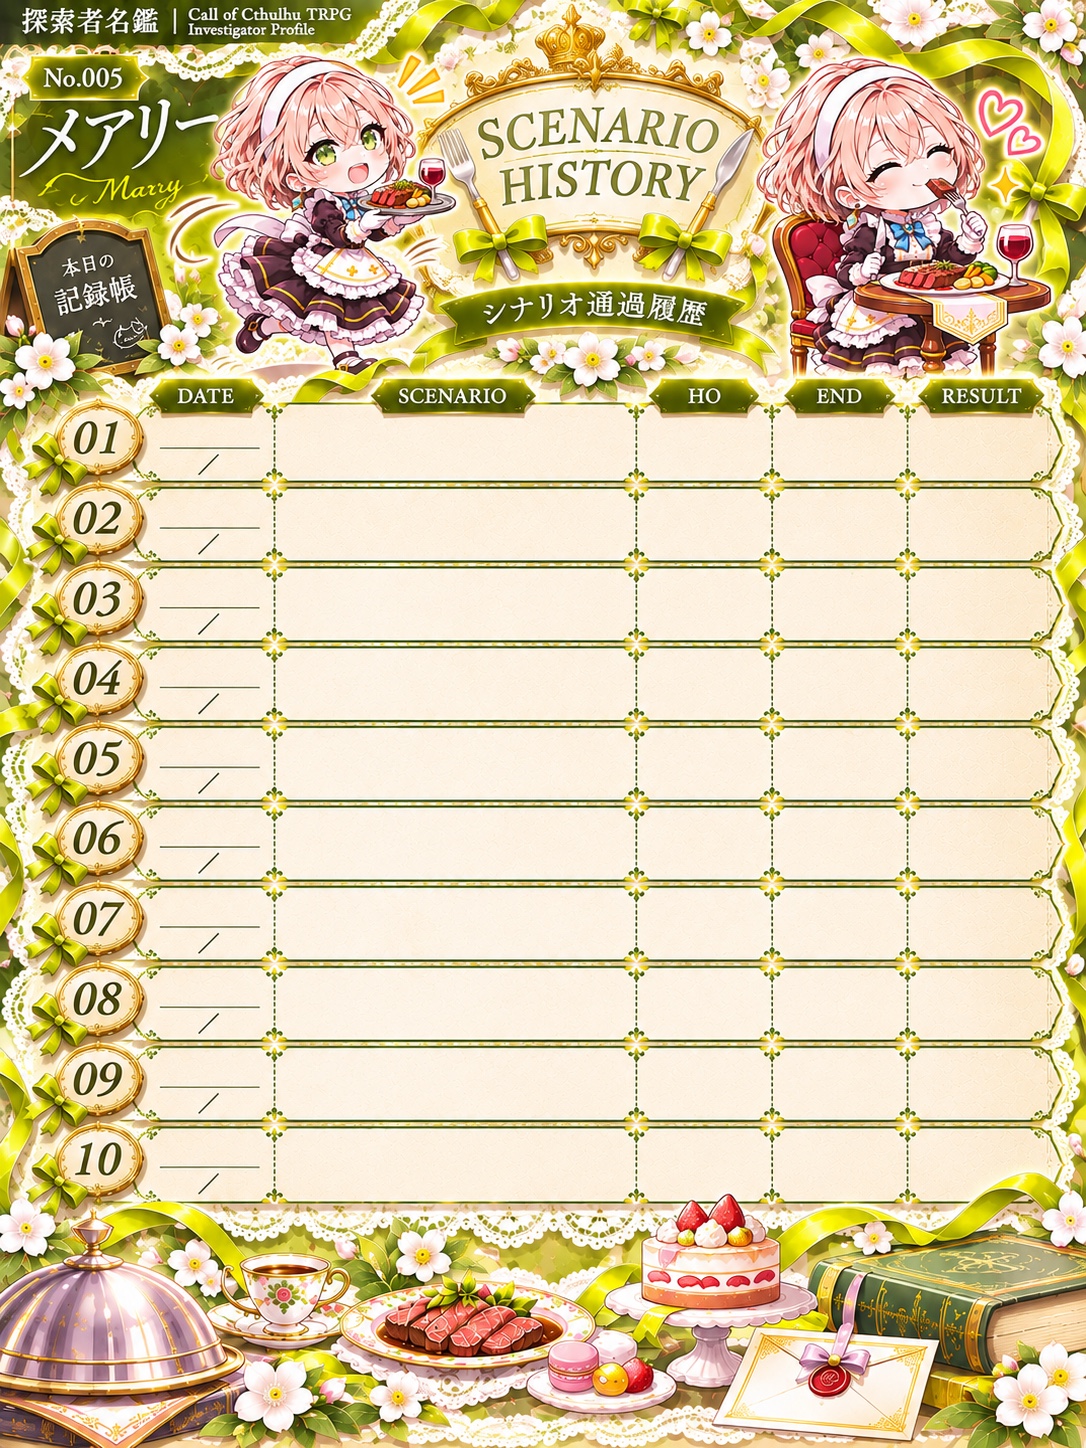 探索者名鑑
Call of Cthulhu TRPG
Investigator Profile
No.005
メアリー
Marry
本日の
記録帳
SCENARIO
HISTORY
シナリオ通過履歴
DATE SCENARIO HO END RESULT
01
/
02
/
03
/
04
/
05
/
06
/
07
/
08
/
09
/
10
/